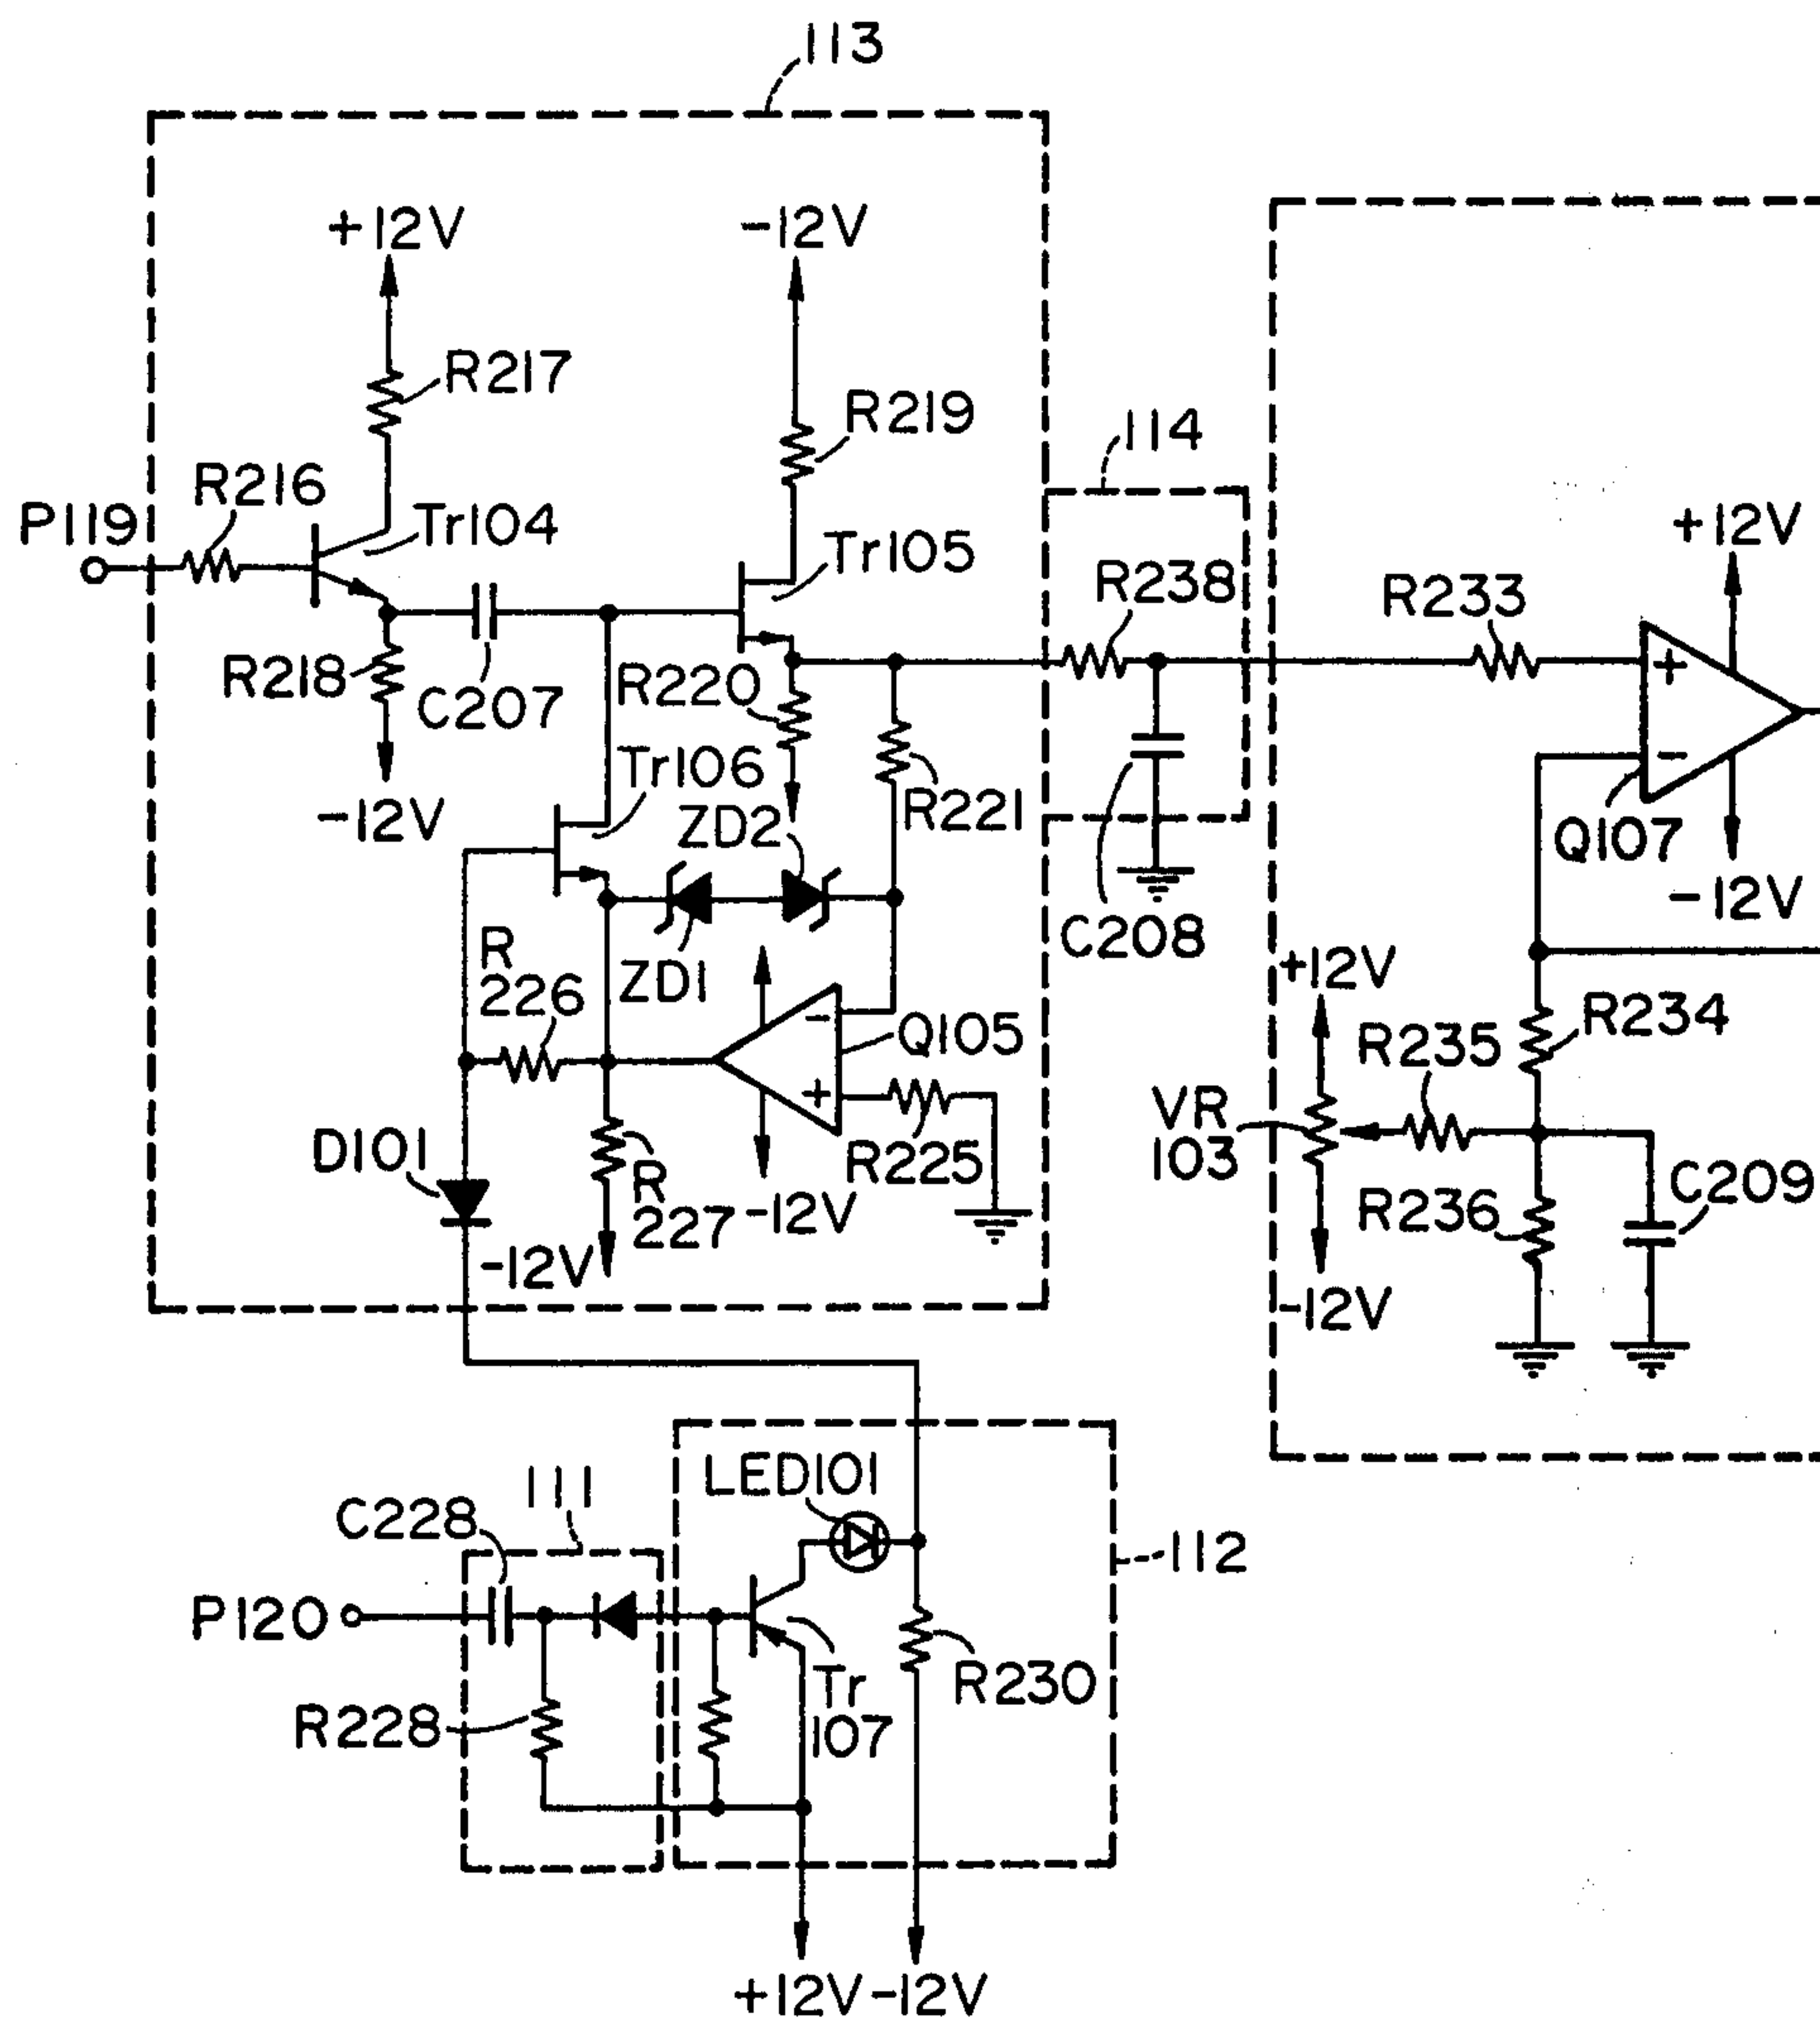 113
+12V
-12V
R217
R219
114
R216
P119
Tr104
+12V
Tr105
R238
R233
R218
R220
C207
+
Tr106
-12V
ZD2
R221
-
Q107
-12V
C208
R
226
ZD1
+12V
-
Q105
R234
R235
+
VR
103
D101
R225
R
227
-12V
C209
R236
-12V
-12V
LED101
111
C228
112
P120
Tr
107
R230
R228
+12V
-12V